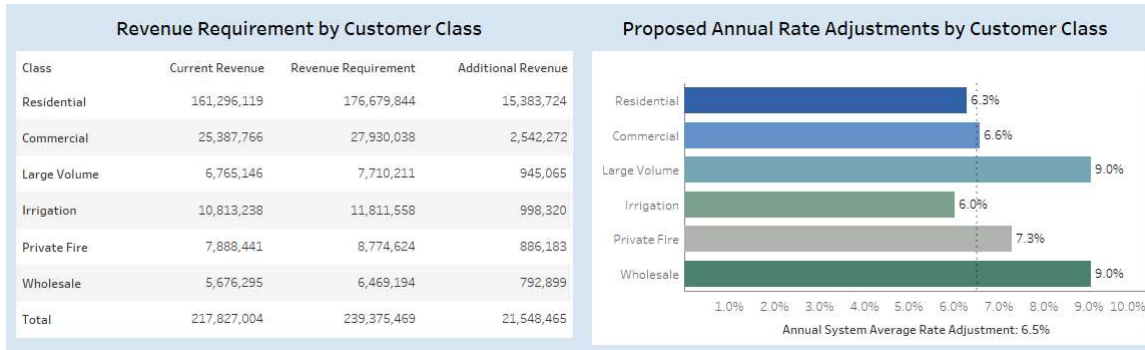 Revenue Requirement by Customer Class
Class Current Revenue Revenue Requirement Additional Revenue
Residential 161,296,119 176,679,844 15,383,724
Commercial 25,387,766 27,930,038 2,542,272
Large Volume 6,765,146 7,710,211 945,065
Irrigation 10,813,238 11,811,558 998,320
Private Fire 7,888,441 8,774,624 886,183
Wholesale 5,676,295 6,469,194 792,899
Total 217,827,004 239,375,469 21,548,465
Proposed Annual Rate Adjustments by Customer Class
Residential 6.3%
Commercial 6.6%
Large Volume 9.0%
Irrigation 6.0%
Private Fire 7.3%
Wholesale 9.0%
1.0% 2.0% 3.0% 4.0% 5.0% 6.0% 7.0% 8.0% 9.0% 10.0%
Annual System Average Rate Adjustment: 6.5%